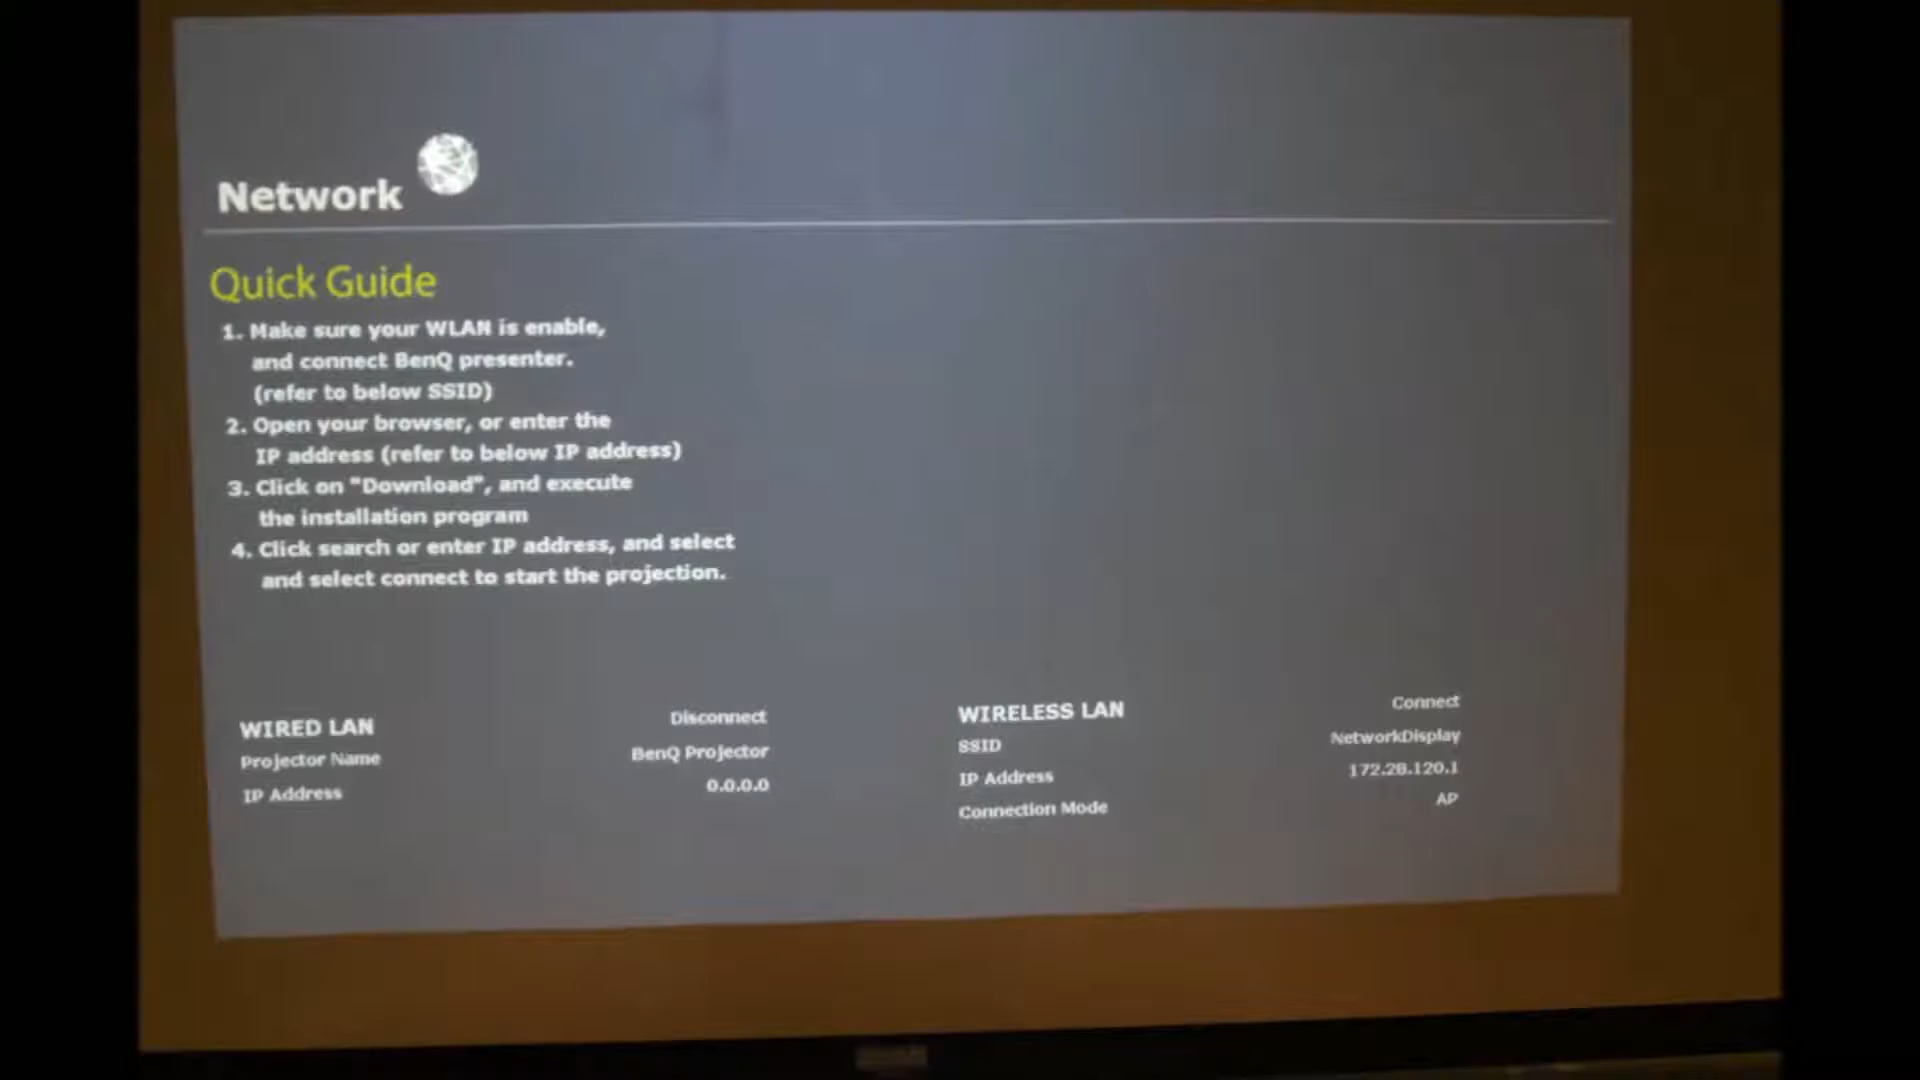 Network
Quick Guide
1. Make sure your WLAN is enable,
and connect BenQ presenter.
(refer to below SSID)
2. Open your browser, or enter the
IP address (refer to below IP address)
3. Click on "Download", and execute
the installation program
4. Click search or enter IP address, and select
and select connect to start the projection.
WIRED LAN Disconnect
Projector Name BenQ Projector
IP Address 0.0.0.0
WIRELESS LAN Connect
SSID NetworkDisplay
IP Address 172.28.120.1
Connection Mode AP